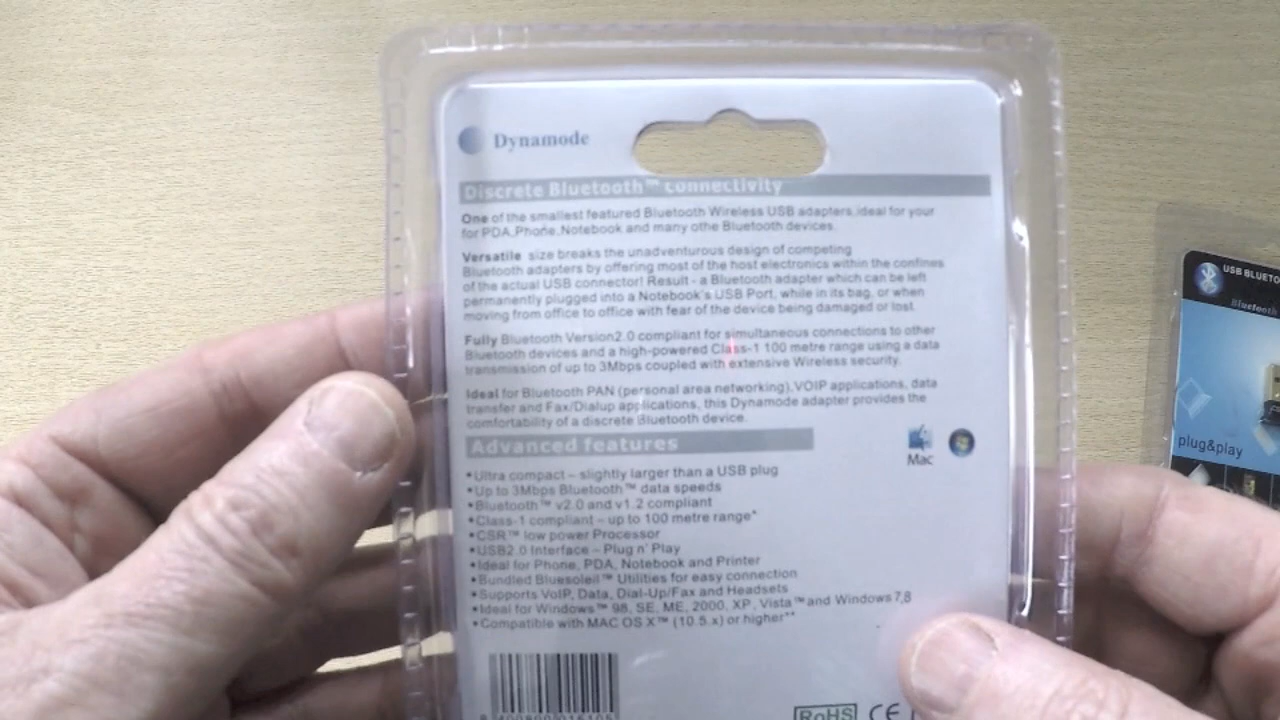 Dynamode
Discrete Bluetooth™ connectivity
One of the smallest featured Bluetooth Wireless USB adapters,ideal for your
for PDA,Phone,Notebook and many othe Bluetooth devices.
Versatile size breaks the unadventurous design of competing
Bluetooth adapters by offering most of the host electronics within the confines
of the actual USB connector! Result - a Bluetooth adapter which can be left
permanently plugged into a Notebook's USB Port, while in its bag, or when
moving from office to office with fear of the device being damaged or lost.
Fully Bluetooth Version2.0 compliant for simultaneous connections to other
Bluetooth devices and a high-powered Class-1 100 metre range using a data
transmission of up to 3Mbps coupled with extensive Wireless security.
Ideal for Bluetooth PAN (personal area networking),VOIP applications, data
transfer and Fax/Dialup applications, this Dynamode adapter provides the
comfortability of a discrete Bluetooth device.
Advanced features
Mac
•Ultra compact – slightly larger than a USB plug
•Up to 3Mbps Bluetooth™ data speeds
•Bluetooth™ v2.0 and v1.2 compliant
•Class-1 compliant – up to 100 metre range*
•CSR™ low power Processor
•USB2.0 Interface – Plug n' Play
•Ideal for Phone, PDA, Notebook and Printer
•Bundled Bluesoleil™ Utilities for easy connection
•Supports VoIP, Data, Dial-Up/Fax and Headsets
•Ideal for Windows™ 98, SE, ME, 2000, XP, Vista™and Windows 7,8
•Compatible with MAC OS X™ (10.5.x) or higher**
RoHS CE
USB BLUETO
Bluetooth
plug&play